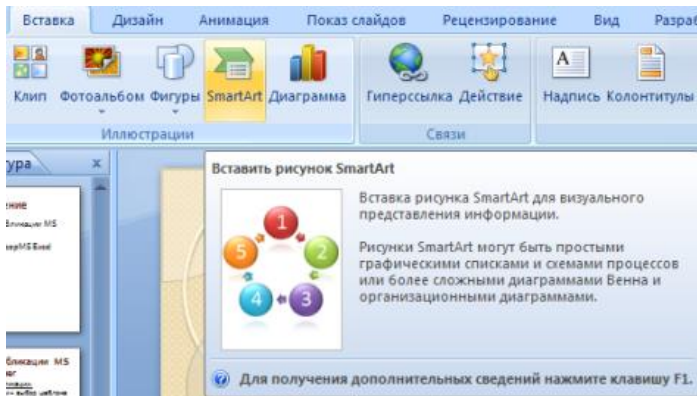 Вставка Дизайн Анимация Показ слайдов Рецензирование Вид
Клип Фотоальбом Фигуры SmartArt Диаграмма Гиперссылка Действие Надпись Колонтитулы
Иллюстрации Связи
Вставить рисунок SmartArt
Вставка рисунка SmartArt для визуального
представления информации.
Рисунки SmartArt могут быть простыми
графическими списками и схемами процессов
или более сложными диаграммами Венна и
организационными диаграммами.
1
5 2
4 3
Для получения дополнительных сведений нажмите клавишу F1.